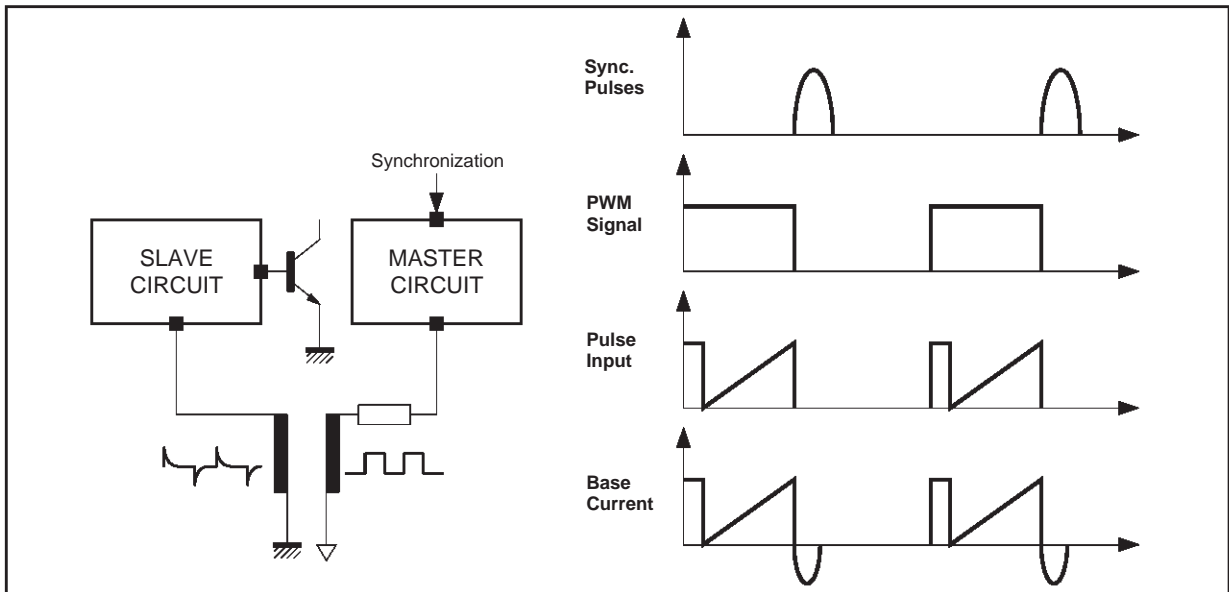 Synchronization
SLAVE
CIRCUIT
MASTER
CIRCUIT
Sync.
Pulses
PWM
Signal
Pulse
Input
Base
Current